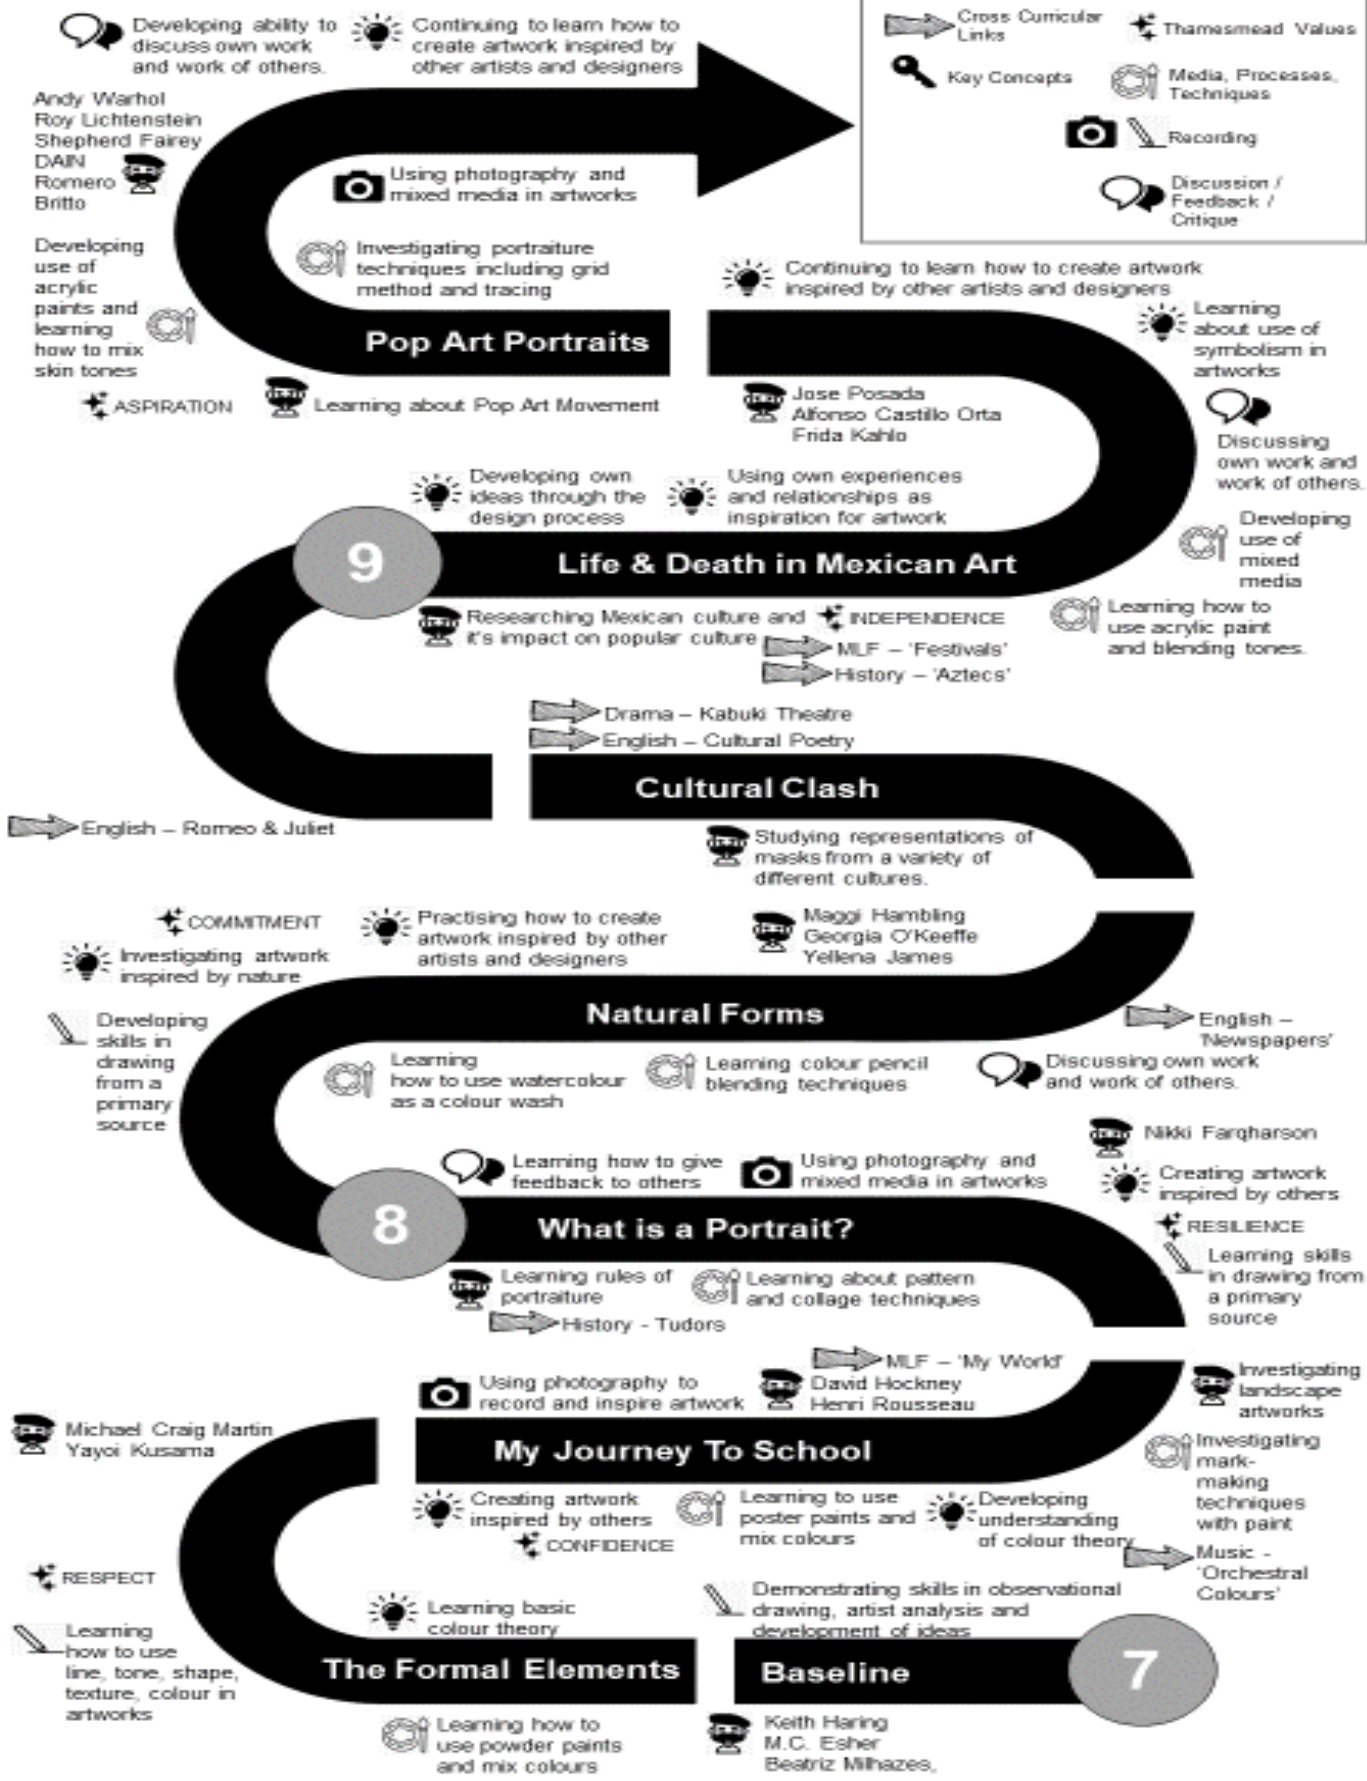 Developing ability to
discuss own work
and work of others.
Continuing to learn how to
create artwork inspired by
other artists and designers
Cross Curricular
Links
Thamesmead Values
Key Concepts
Media, Processes,
Techniques
Recording
Discussion /
Feedback /
Critique
Andy Warhol
Roy Lichtenstein
Shepherd Fairey
DAIN
Romero
Britto
Using photography and
mixed media in artworks
Developing
use of
acrylic
paints and
learning
how to mix
skin tones
Investigating portraiture
techniques including grid
method and tracing
Continuing to learn how to create artwork
inspired by other artists and designers
Learning
about use of
symbolism in
artworks
Pop Art Portraits
ASPIRATION
Learning about Pop Art Movement
Jose Posada
Alfonso Castillo Orta
Frida Kahlo
Discussing
own work and
work of others.
Developing own
ideas through the
design process
Using own experiences
and relationships as
inspiration for artwork
Developing
use of
mixed
media
9
Life & Death in Mexican Art
Researching Mexican culture and
it's impact on popular culture
INDEPENDENCE
MLF – 'Festivals'
History – 'Aztecs'
Learning how to
use acrylic paint
and blending tones.
Drama – Kabuki Theatre
English – Cultural Poetry
Cultural Clash
English – Romeo & Juliet
Studying representations of
masks from a variety of
different cultures.
COMMITMENT
Investigating artwork
inspired by nature
Practising how to create
artwork inspired by other
artists and designers
Maggi Hambling
Georgia O'Keeffe
Yellena James
Natural Forms
Developing
skills in
drawing
from a
primary
source
English –
'Newspapers'
Learning
how to use watercolour
as a colour wash
Learning colour pencil
blending techniques
Discussing own work
and work of others.
Nikki Farqharson
Learning how to give
feedback to others
Using photography and
mixed media in artworks
Creating artwork
inspired by others
8
What is a Portrait?
RESILIENCE
Learning skills
in drawing from
a primary
source
Learning rules of
portraiture
Learning about pattern
and collage techniques
History - Tudors
MLF – 'My World'
Using photography to
record and inspire artwork
David Hockney
Henri Rousseau
Investigating
landscape
artworks
Michael Craig Martin
Yayoi Kusama
My Journey To School
Investigating
mark-
making
techniques
with paint
Creating artwork
inspired by others
Learning to use
poster paints and
mix colours
Developing
understanding
of colour theory
CONFIDENCE
Music -
'Orchestral
Colours'
RESPECT
Learning basic
colour theory
Demonstrating skills in observational
drawing, artist analysis and
development of ideas
Learning
how to use
line, tone, shape,
texture, colour in
artworks
The Formal Elements
Baseline
7
Learning how to
use powder paints
and mix colours
Keith Haring
M.C. Esher
Beatriz Milhazes,